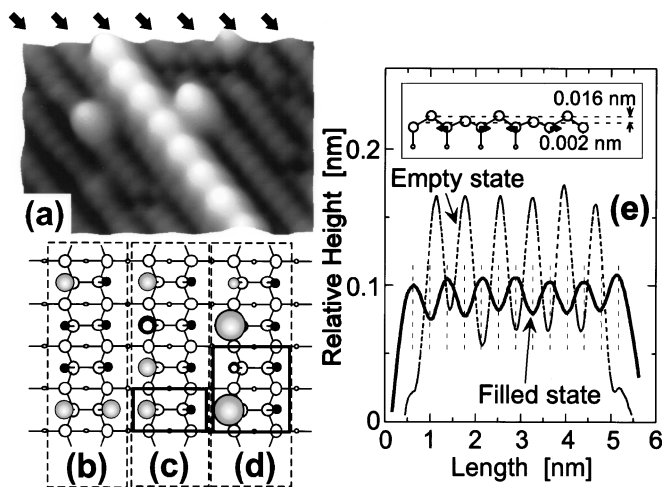 (a)
(b) (c) (d)
0.016 nm
0.002 nm
Empty state
(e)
Filled state
Relative Height [nm]
0.2
0.1
0
0 1 2 3 4 5 6
Length [nm]